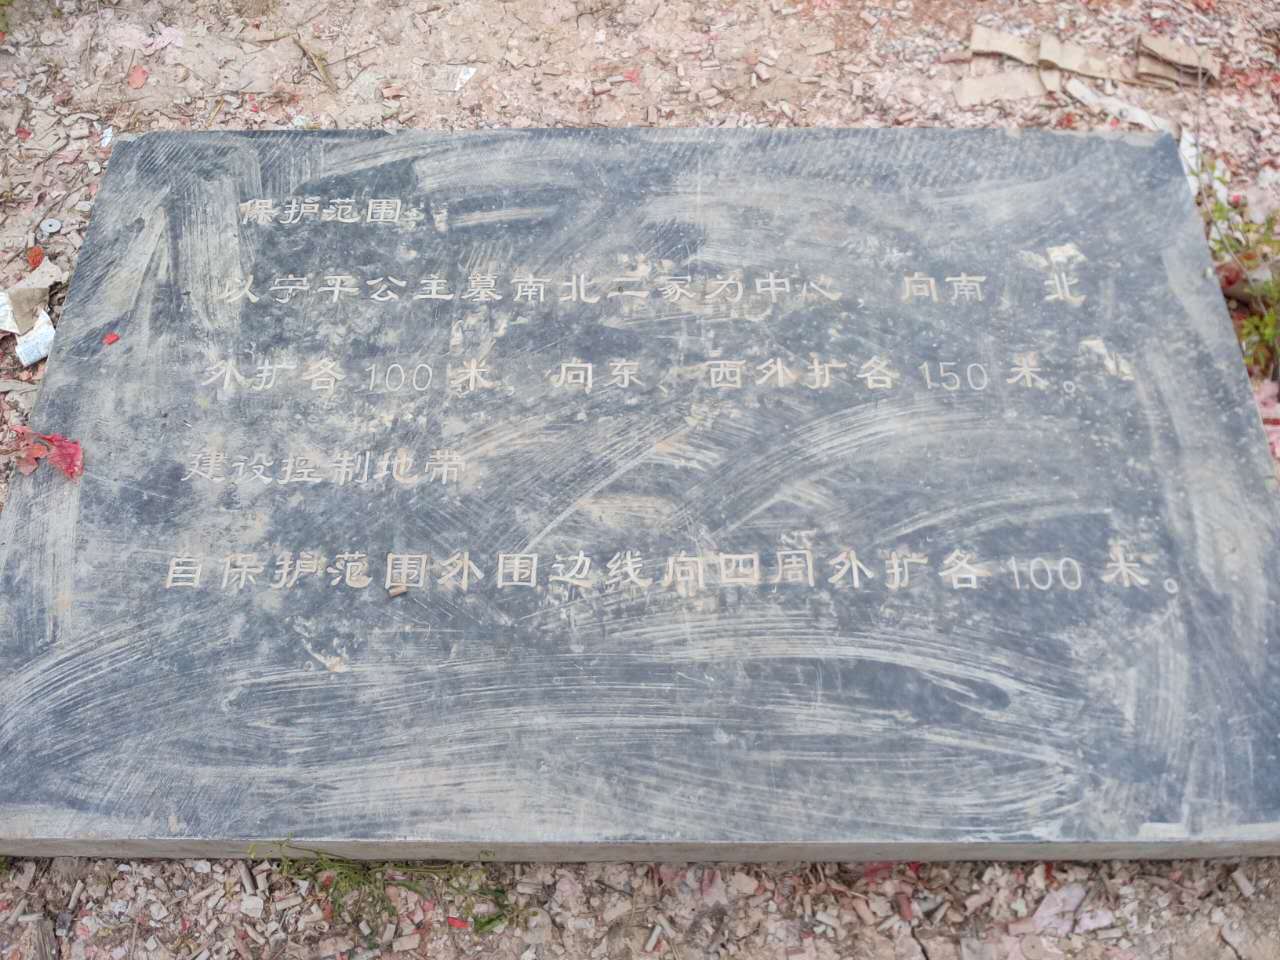 保护范围:
以宁平公主墓南北二冢为中心,向南、北
外扩各100米,向东、西外扩各150米。
建设控制地带
自保护范围外围边线向四周外扩各100米。